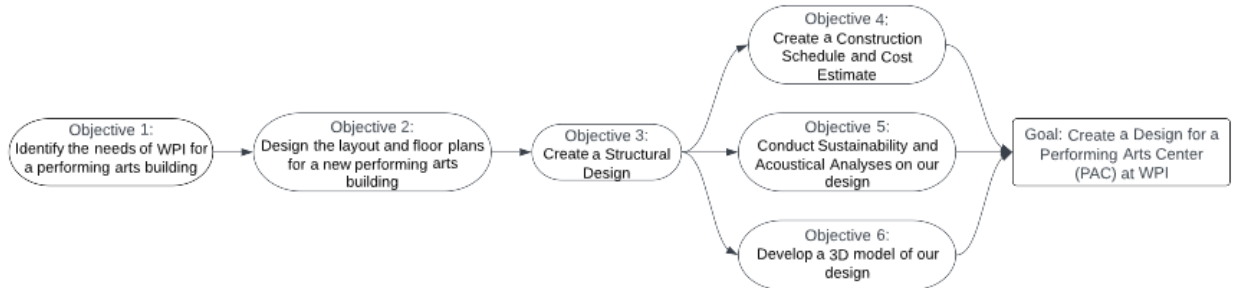 Objective 1:
Identify the needs of WPI for
a performing arts building
Objective 2:
Design the layout and floor plans
for a new performing arts
building
Objective 3:
Create a Structural
Design
Objective 4:
Create a Construction
Schedule and Cost
Estimate
Objective 5:
Conduct Sustainability and
Acoustical Analyses on our
design
Objective 6:
Develop a 3D model of our
design
Goal: Create a Design for a
Performing Arts Center
(PAC) at WPI